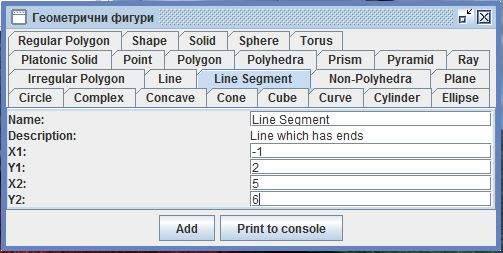 Геометрични фигури
Regular Polygon Shape Solid Sphere Torus
Platonic Solid Point Polygon Polyhedra Prism Pyramid Ray
Irregular Polygon Line Line Segment Non-Polyhedra Plane
Circle Complex Concave Cone Cube Curve Cylinder Ellipse
Name: Line Segment
Description: Line which has ends
X1: -1
Y1: 2
X2: 5
Y2: 6
Add Print to console